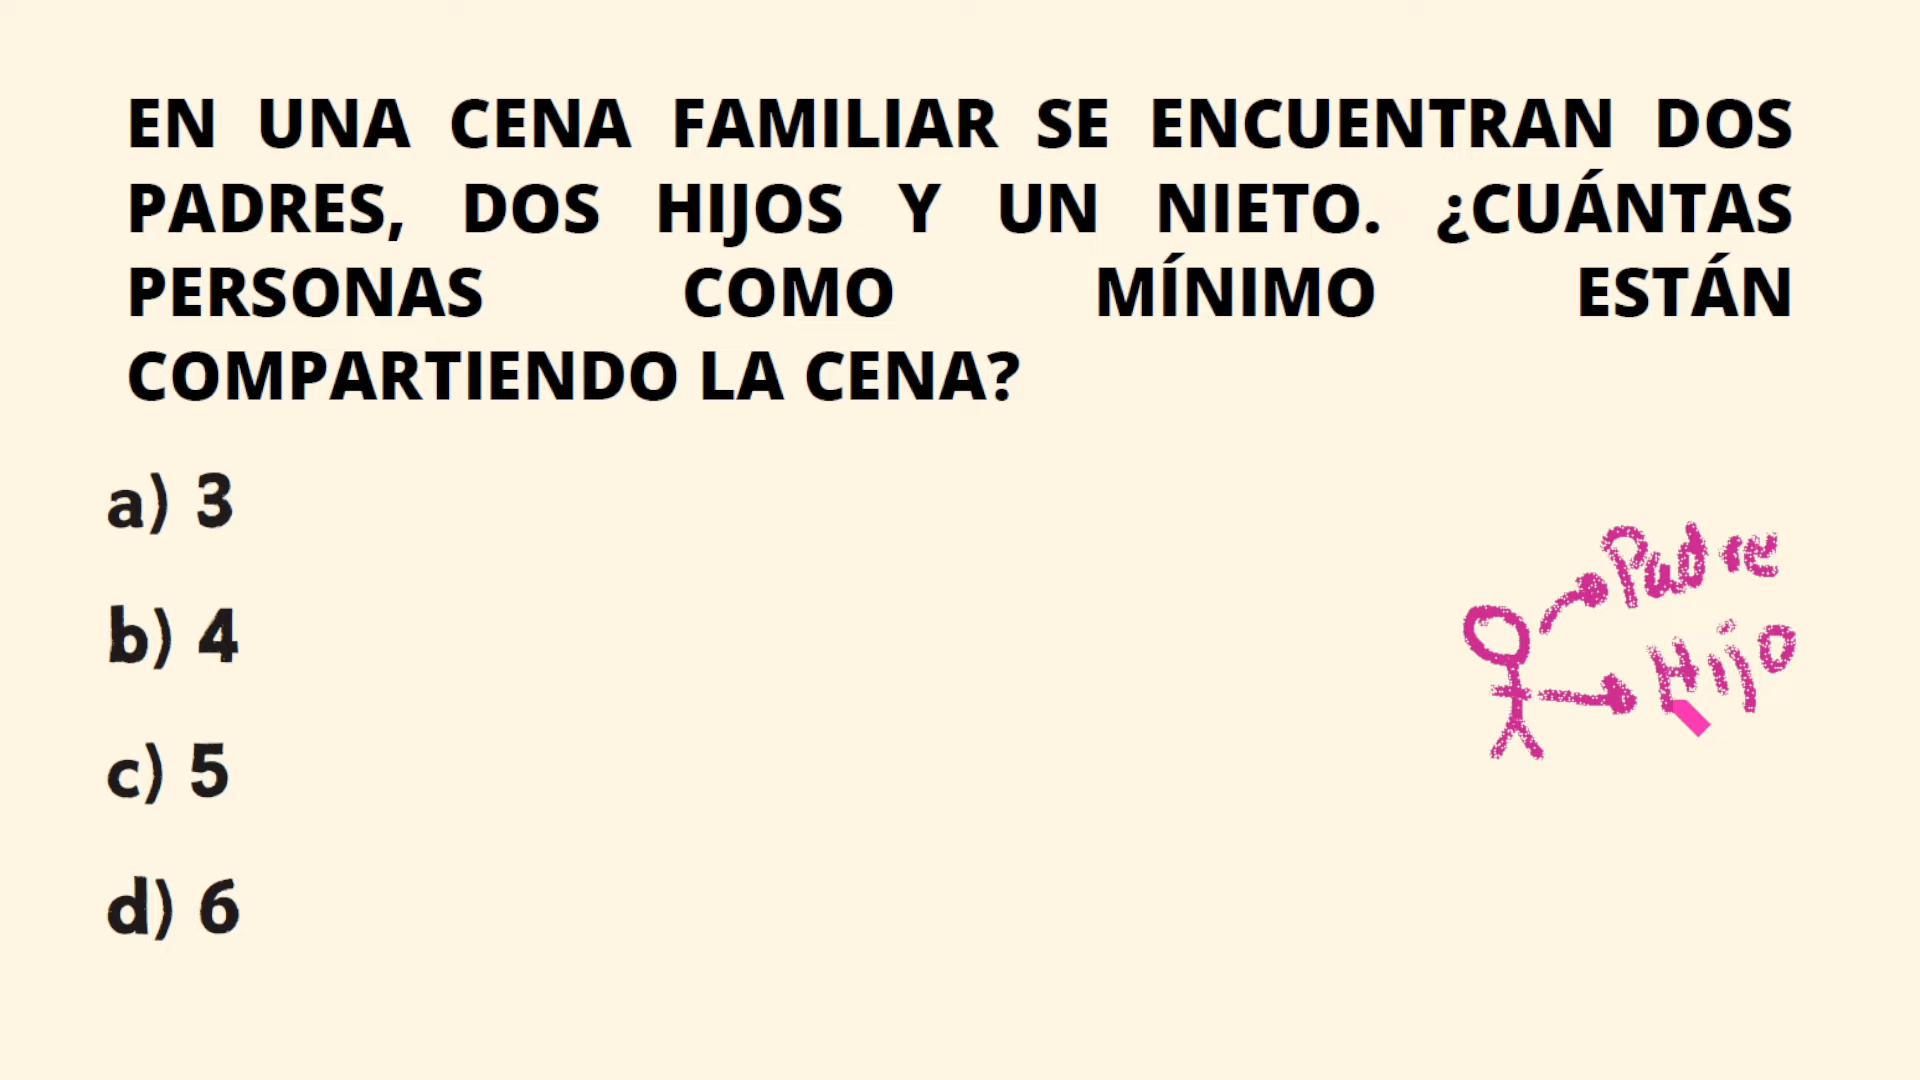 EN UNA CENA FAMILIAR SE ENCUENTRAN DOS
PADRES, DOS HIJOS Y UN NIETO. ¿CUÁNTAS
PERSONAS COMO MÍNIMO ESTÁN
COMPARTIENDO LA CENA?
a) 3
b) 4
c) 5
d) 6
Padre
Hijo